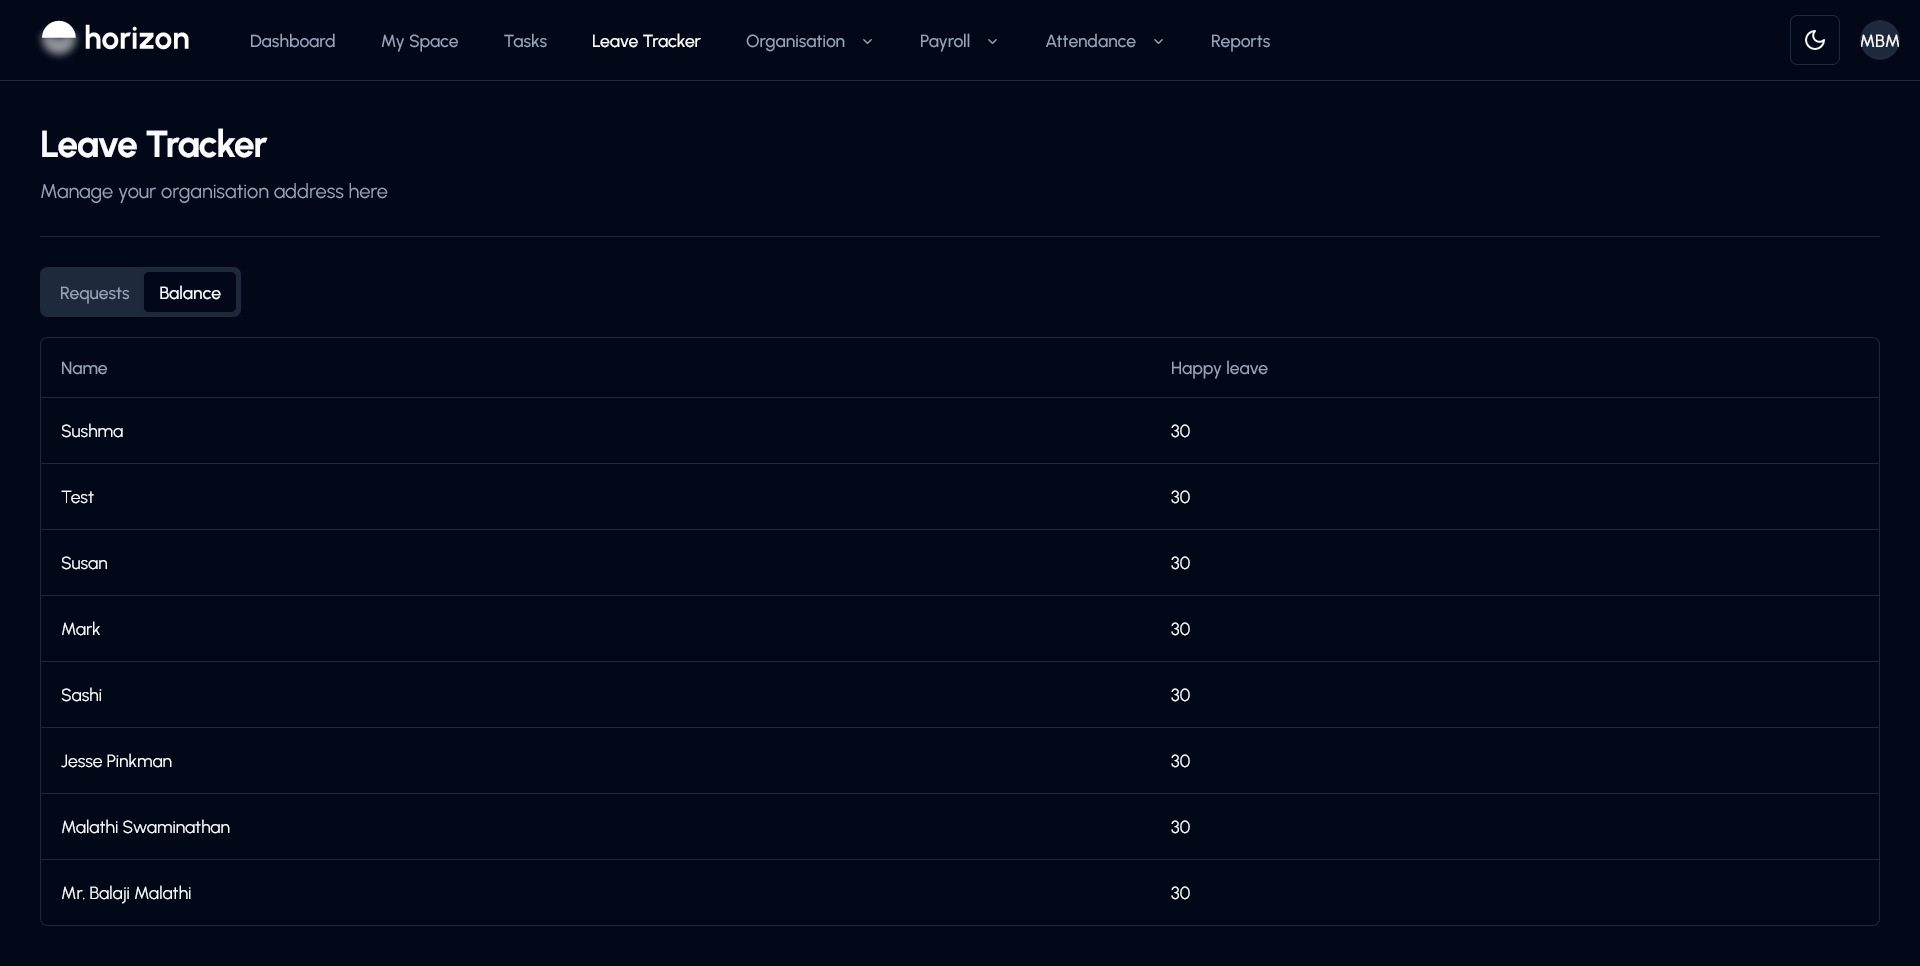 horizon Dashboard My Space Tasks Leave Tracker Organisation Payroll Attendance Reports MBM
Leave Tracker
Manage your organisation address here
Requests Balance
Name Happy leave
Sushma 30
Test 30
Susan 30
Mark 30
Sashi 30
Jesse Pinkman 30
Malathi Swaminathan 30
Mr. Balaji Malathi 30